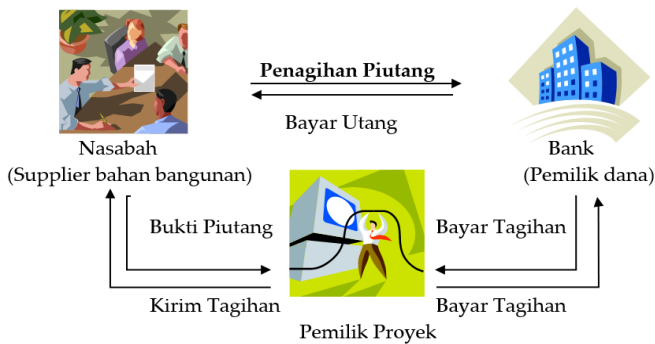 Penagihan Piutang
Bayar Utang
Nasabah
(Supplier bahan bangunan)
Bank
(Pemilik dana)
Bukti Piutang
Bayar Tagihan
Kirim Tagihan
Bayar Tagihan
Pemilik Proyek